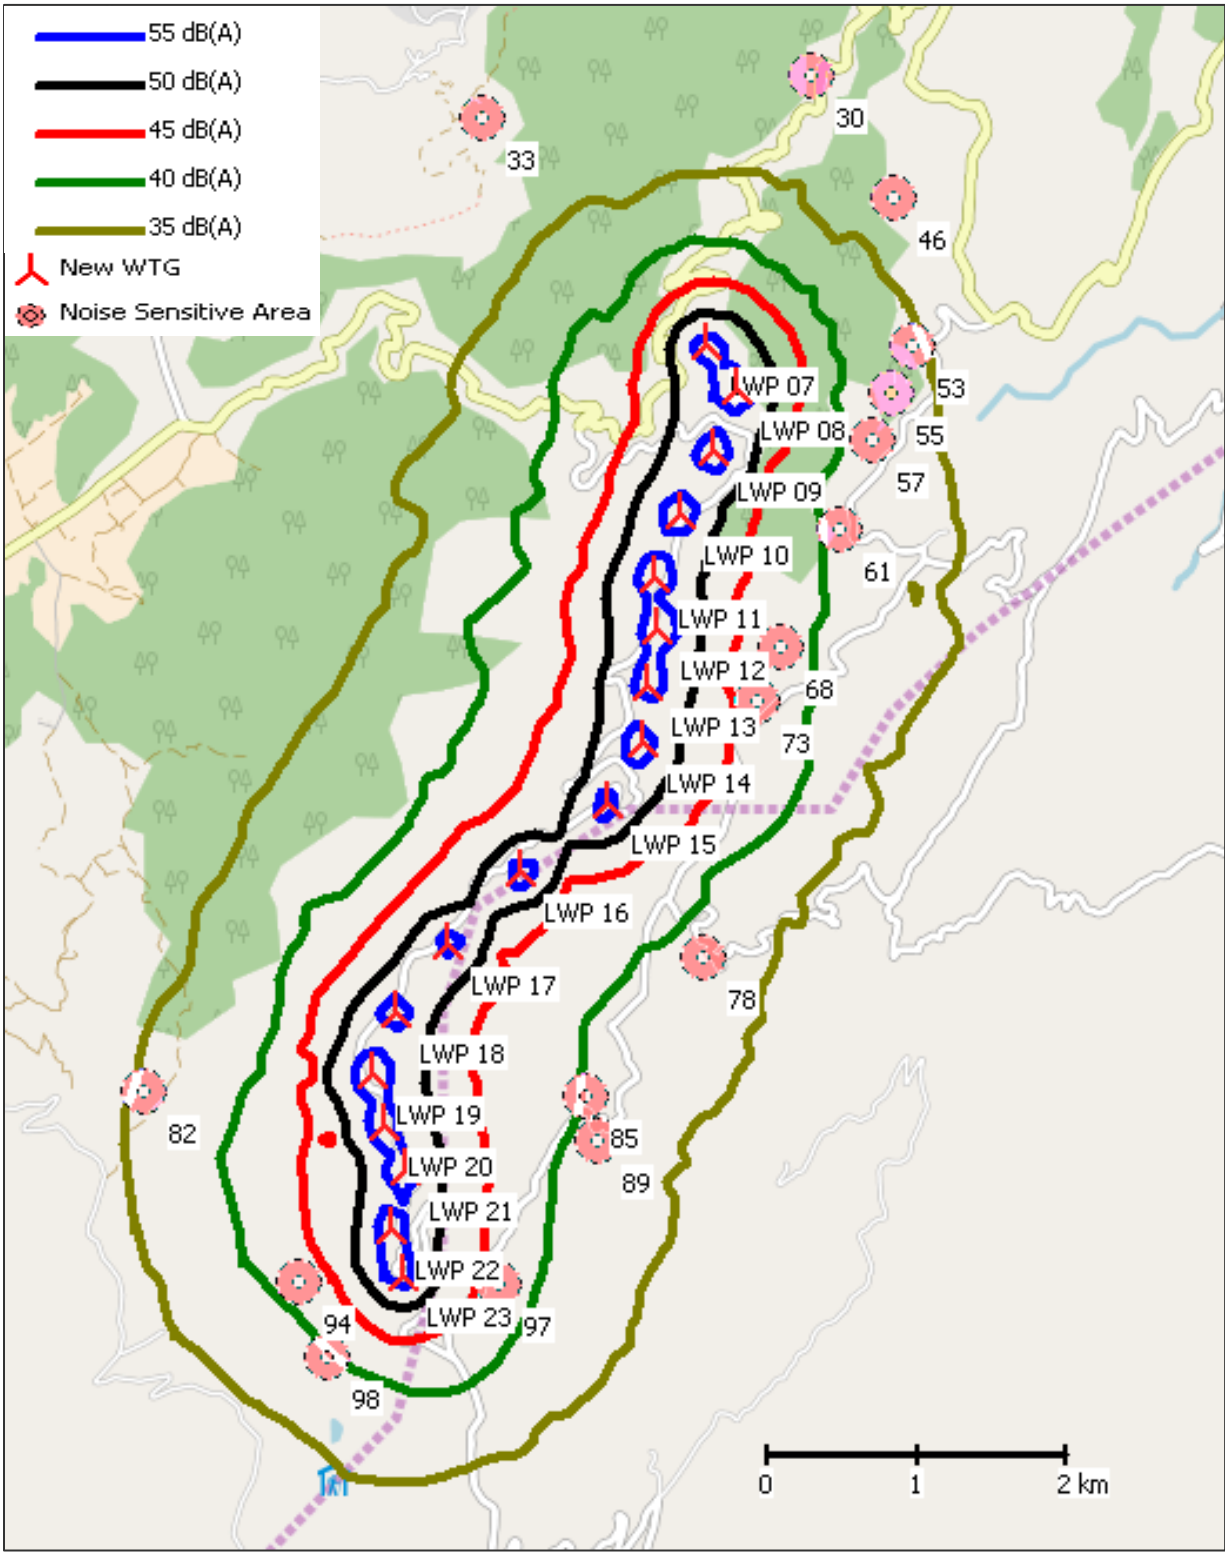 55 dB(A)
50 dB(A)
45 dB(A)
40 dB(A)
35 dB(A)
New WTG
Noise Sensitive Area
30
33
46
53
LWP 07
55
LWP 08
57
LWP 09
LWP 10
61
LWP 11
LWP 12
68
LWP 13
73
LWP 14
LWP 15
LWP 16
LWP 17
78
LWP 18
LWP 19
82
85
LWP 20
89
LWP 21
LWP 22
LWP 23
94
97
98
0 1 2 km